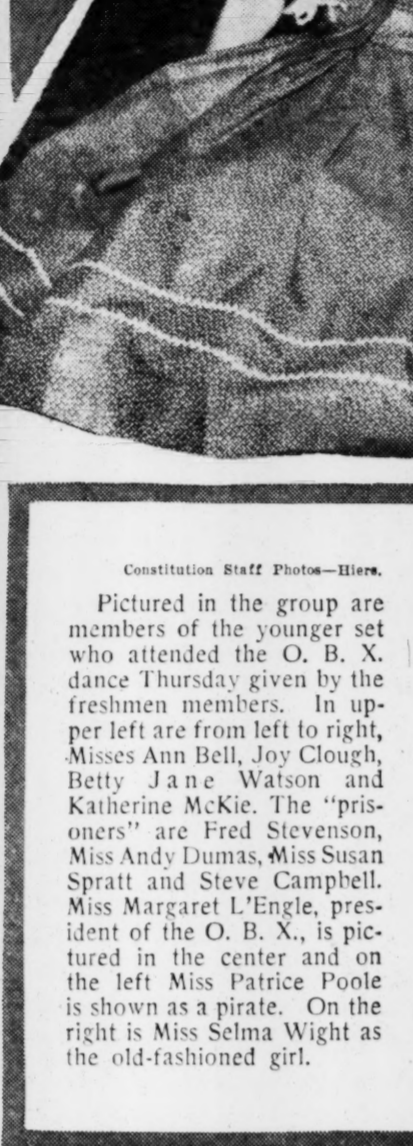 Constitution Staff Photos—Hiers.
Pictured in the group are
members of the younger set
who attended the O. B. X.
dance Thursday given by the
freshmen members. In up-
per left are from left to right,
Misses Ann Bell, Joy Clough,
Betty Jane Watson and
Katherine McKie. The "pris-
oners" are Fred Stevenson,
Miss Andy Dumas, Miss Susan
Spratt and Steve Campbell.
Miss Margaret L'Engle, pres-
ident of the O. B. X., is pic-
tured in the center and on
the left Miss Patrice Poole
is shown as a pirate. On the
right is Miss Selma Wight as
the old-fashioned girl.